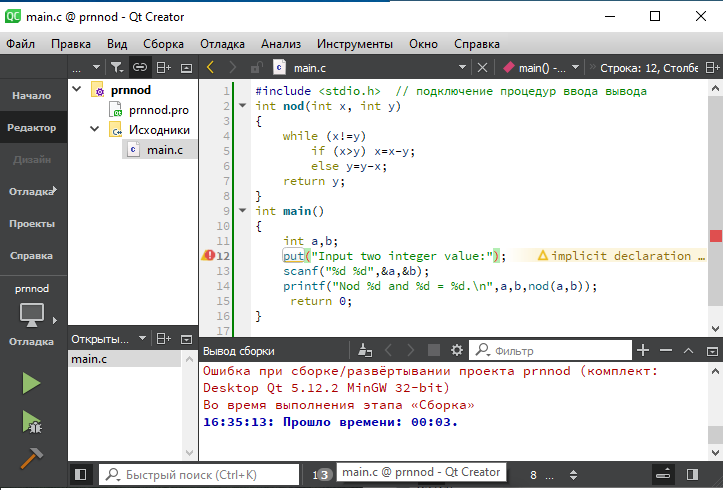 main.c @ prnnod - Qt Creator
Файл Правка Вид Сборка Отладка Анализ Инструменты Окно Справка
... main.c main() -... Строка: 12, Столбе
Начало
Редактор
Дизайн
Отладка
Проекты
Справка
prnnod
Отладка
prnnod
prnnod.pro
Исходники
main.c
Открыты...
main.c
1 #include <stdio.h> // подключение процедур ввода вывода
2 int nod(int x, int y)
3 {
4 while (x!=y)
5 if (x>y) x=x-y;
6 else y=y-x;
7 return y;
8 }
9 int main()
10 {
11 int a,b;
12 put("Input two integer value:"); implicit declaration ...
13 scanf("%d %d",&a,&b);
14 printf("Nod %d and %d = %d.\n",a,b,nod(a,b));
15 return 0;
16 }
17
Вывод сборки Фильтр
Ошибка при сборке/развёртывании проекта prnnod (комплект:
Desktop Qt 5.12.2 MinGW 32-bit)
Во время выполнения этапа «Сборка»
16:35:13: Прошло времени: 00:03.
Быстрый поиск (Ctrl+K) 1 3 main.c @ prnnod - Qt Creator 8 ...